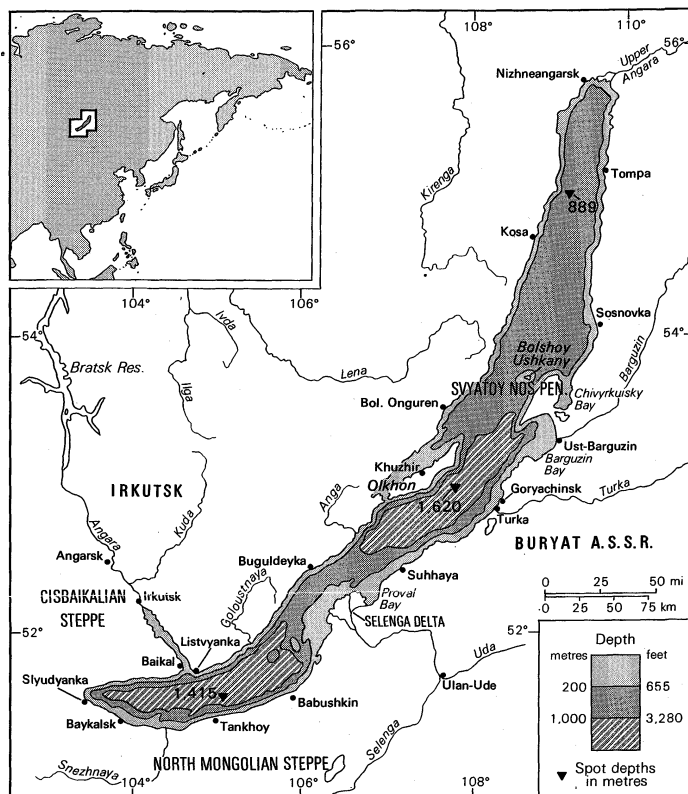 108°
110°
56°
56°
Upper
Angara
Nizhneangarsk
Tompa
889
Kirenga
Kosa
104°
106°
Sosnovka
54°
54°
Ivda
Bratsk Res.
Lena
Ilga
Bolshoy
Ushkany
Barguzin
SVYATOY NOS PEN.
Chivyrkuisky
Bay
Bol. Onguren
Ust-Barguzin
Khuzhir
Barguzin
Bay
IRKUTSK
Olkhon
Anga
Goryachinsk
Turka
1,620
Turka
Kuda
Angara
BURYAT A.S.S.R.
Angarsk
Buguldeyka
Suhhaya
0 25 50 mi
0 25 50 75 km
CISBAIKALIAN
STEPPE
Irkuisk
Goloustnaya
Proval
Bay
SELENGA DELTA
52°
52°
Listvyanka
Uda
Baikal
Slyudyanka
1,415
Ulan-Ude
Babushkin
Baykalsk
Tankhoy
Selenga
Snezhnaya
NORTH MONGOLIAN STEPPE
104°
106°
108°
Depth
metres feet
200 655
1,000 3,280
Spot depths
in metres